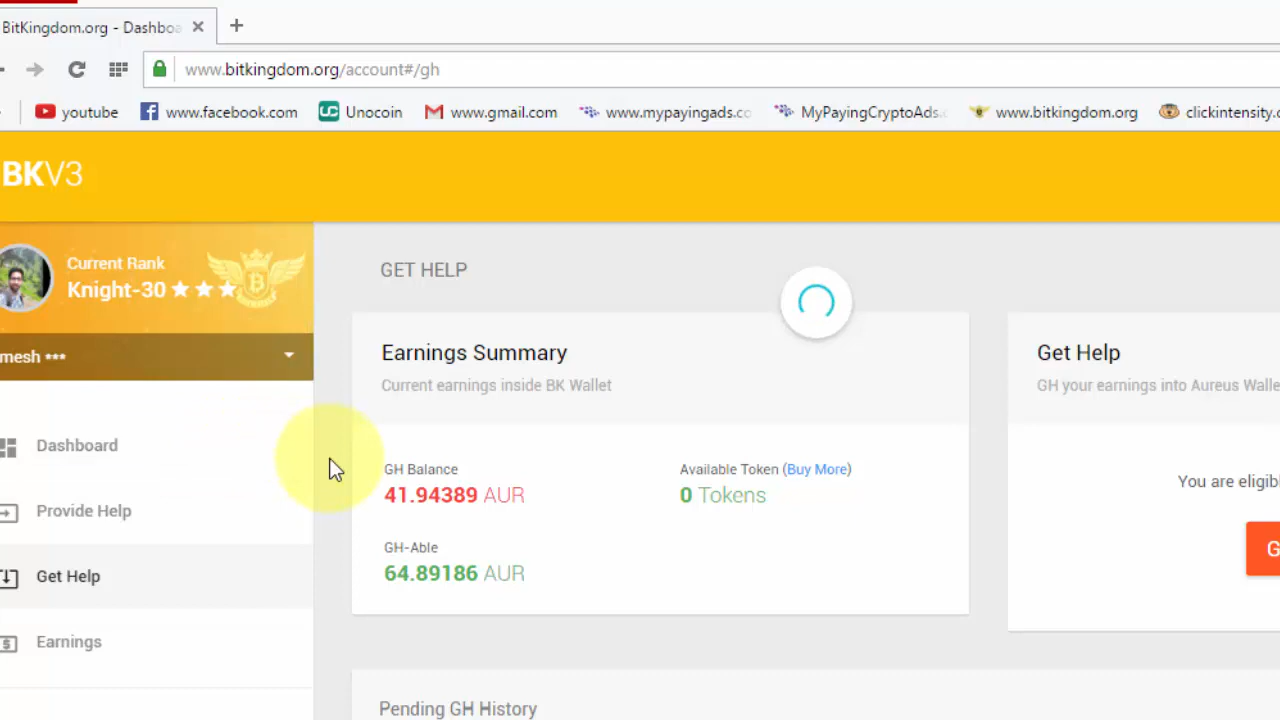 BitKingdom.org - Dashboa
www.bitkingdom.org/account#/gh
youtube www.facebook.com Unocoin www.gmail.com www.mypayingads.co MyPayingCryptoAds. www.bitkingdom.org clickintensity.c
BKV3
Current Rank
Knight-30
mesh ***
Dashboard
Provide Help
Get Help
Earnings
GET HELP
Earnings Summary
Current earnings inside BK Wallet
GH Balance
41.94389 AUR
Available Token (Buy More)
0 Tokens
GH-Able
64.89186 AUR
Get Help
GH your earnings into Aureus Walle
You are eligib
G
Pending GH History